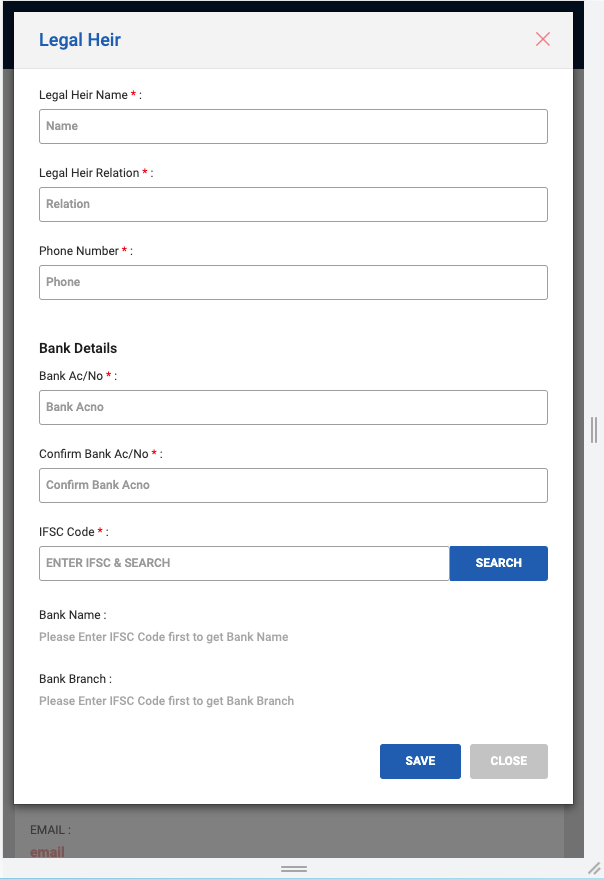 Legal Heir
Legal Heir Name * :
Name
Legal Heir Relation * :
Relation
Phone Number * :
Phone
Bank Details
Bank Ac/No * :
Bank Acno
Confirm Bank Ac/No * :
Confirm Bank Acno
IFSC Code * :
ENTER IFSC & SEARCH SEARCH
Bank Name :
Please Enter IFSC Code first to get Bank Name
Bank Branch :
Please Enter IFSC Code first to get Bank Branch
SAVE CLOSE
EMAIL :
email